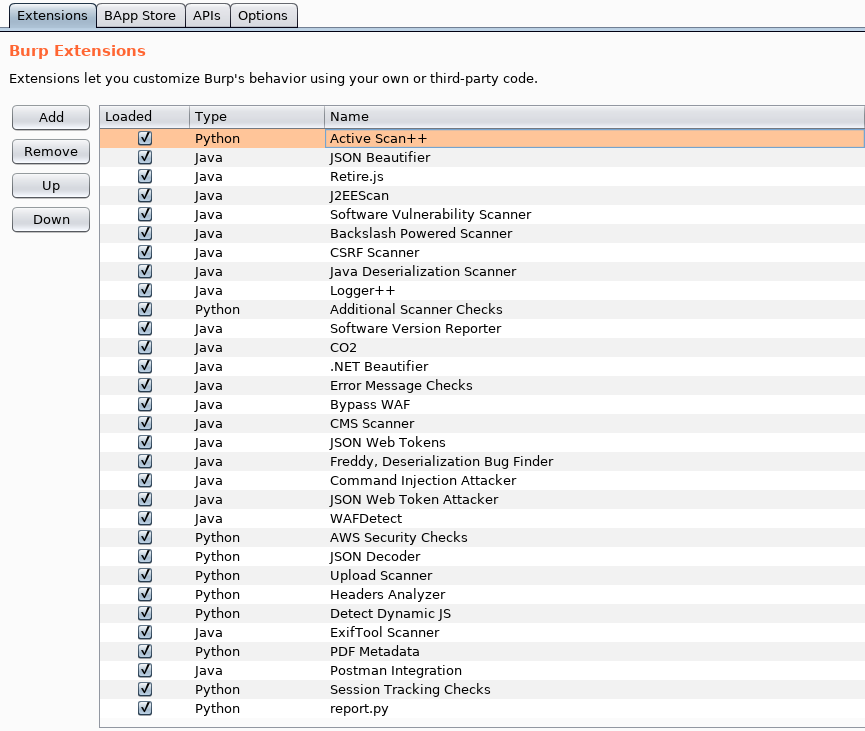 Extensions BApp Store APIs Options
Burp Extensions
Extensions let you customize Burp's behavior using your own or third-party code.
Add
Remove
Up
Down
Loaded Type Name
Python Active Scan++
Java JSON Beautifier
Java Retire.js
Java J2EEScan
Java Software Vulnerability Scanner
Java Backslash Powered Scanner
Java CSRF Scanner
Java Java Deserialization Scanner
Java Logger++
Python Additional Scanner Checks
Java Software Version Reporter
Java CO2
Java .NET Beautifier
Java Error Message Checks
Java Bypass WAF
Java CMS Scanner
Java JSON Web Tokens
Java Freddy, Deserialization Bug Finder
Java Command Injection Attacker
Java JSON Web Token Attacker
Java WAFDetect
Python AWS Security Checks
Python JSON Decoder
Python Upload Scanner
Python Headers Analyzer
Python Detect Dynamic JS
Java ExifTool Scanner
Python PDF Metadata
Java Postman Integration
Python Session Tracking Checks
Python report.py